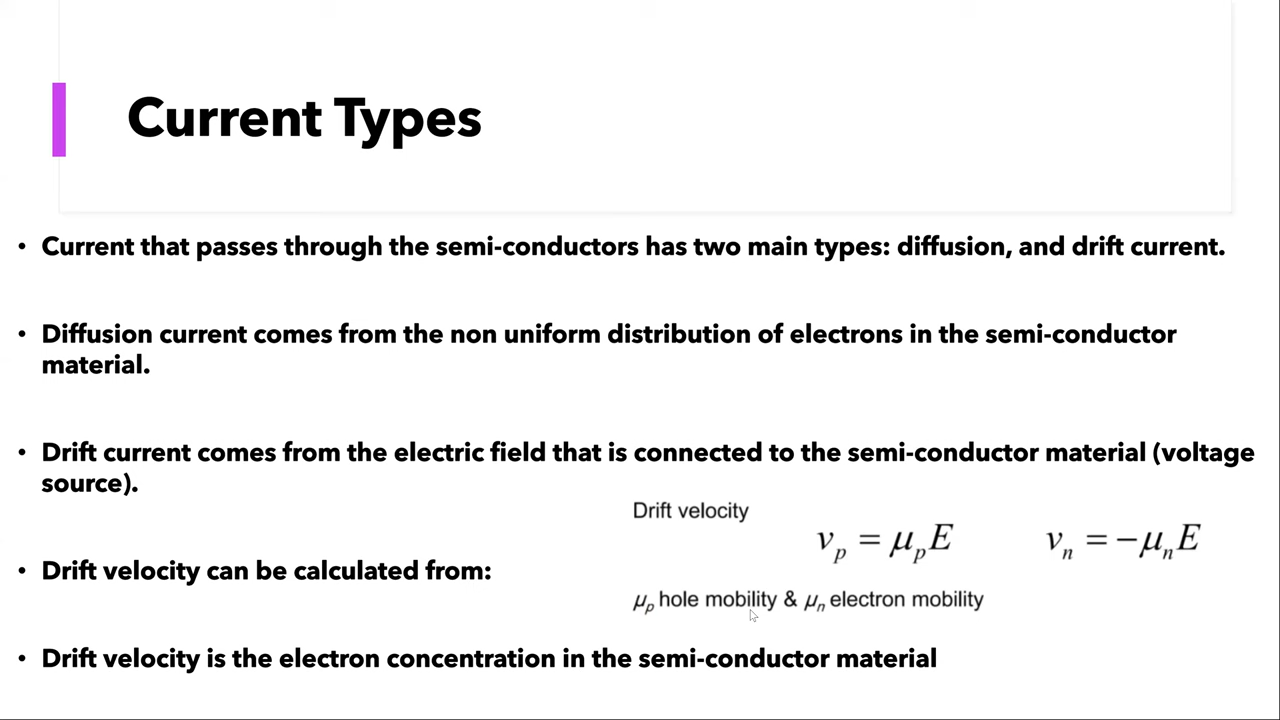 Current Types
• Current that passes through the semi-conductors has two main types: diffusion, and drift current.
• Diffusion current comes from the non uniform distribution of electrons in the semi-conductor
material.
• Drift current comes from the electric field that is connected to the semi-conductor material (voltage
source).
Drift velocity
vₚ = μₚE vₙ = −μₙE
• Drift velocity can be calculated from:
μₚ hole mobility & μₙ electron mobility
• Drift velocity is the electron concentration in the semi-conductor material